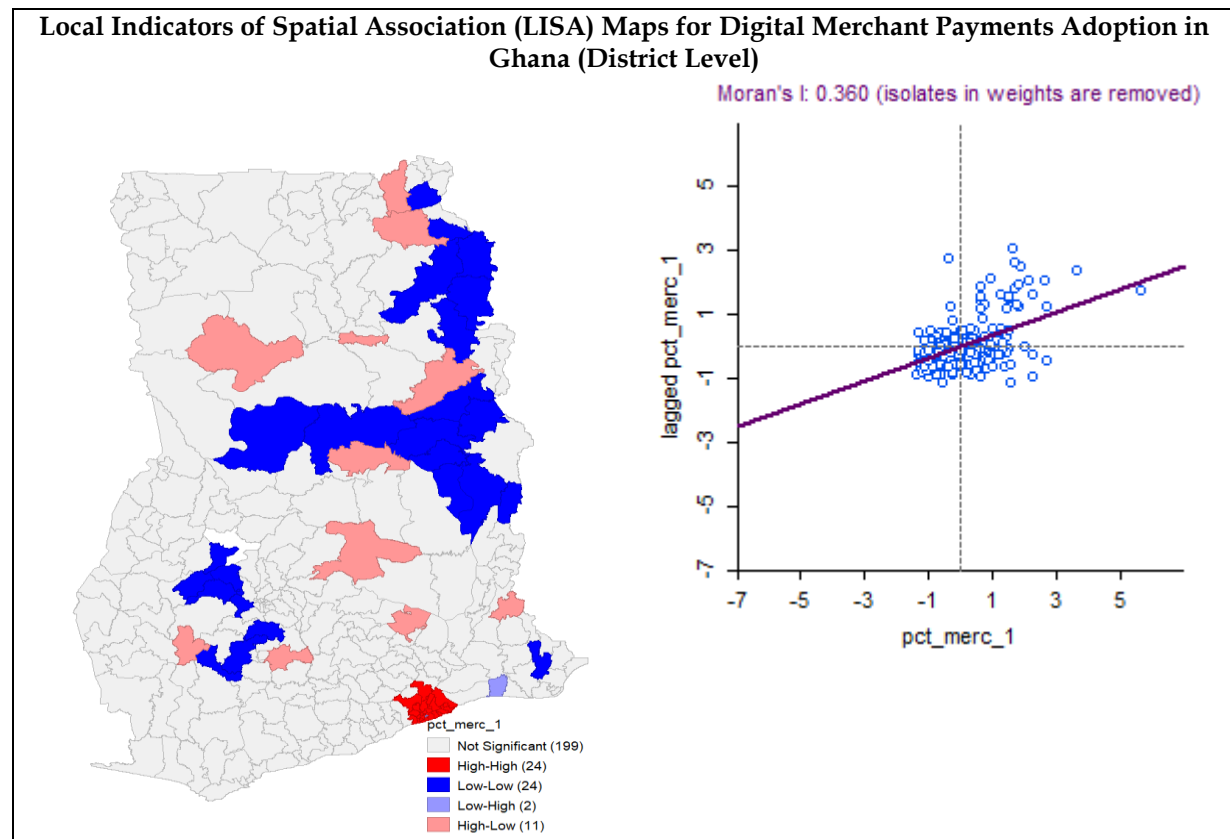 Local Indicators of Spatial Association (LISA) Maps for Digital Merchant Payments Adoption in
Ghana (District Level)
Moran's I: 0.360 (isolates in weights are removed)
5
3
1
-1
-3
-5
-7
lagged pct_merc_1
-7
-5
-3
-1
1
3
5
pct_merc_1
pct_merc_1
Not Significant (199)
High-High (24)
Low-Low (24)
Low-High (2)
High-Low (11)